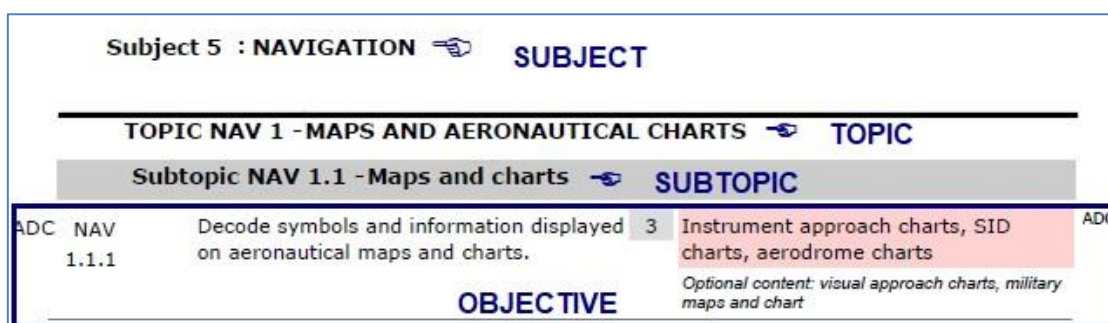 Subject 5 : NAVIGATION SUBJECT
TOPIC NAV 1 -MAPS AND AERONAUTICAL CHARTS TOPIC
Subtopic NAV 1.1 -Maps and charts SUBTOPIC
ADC NAV 1.1.1
Decode symbols and information displayed
on aeronautical maps and charts.
3
Instrument approach charts, SID
charts, aerodrome charts
Optional content: visual approach charts, military
maps and chart
ADC
OBJECTIVE